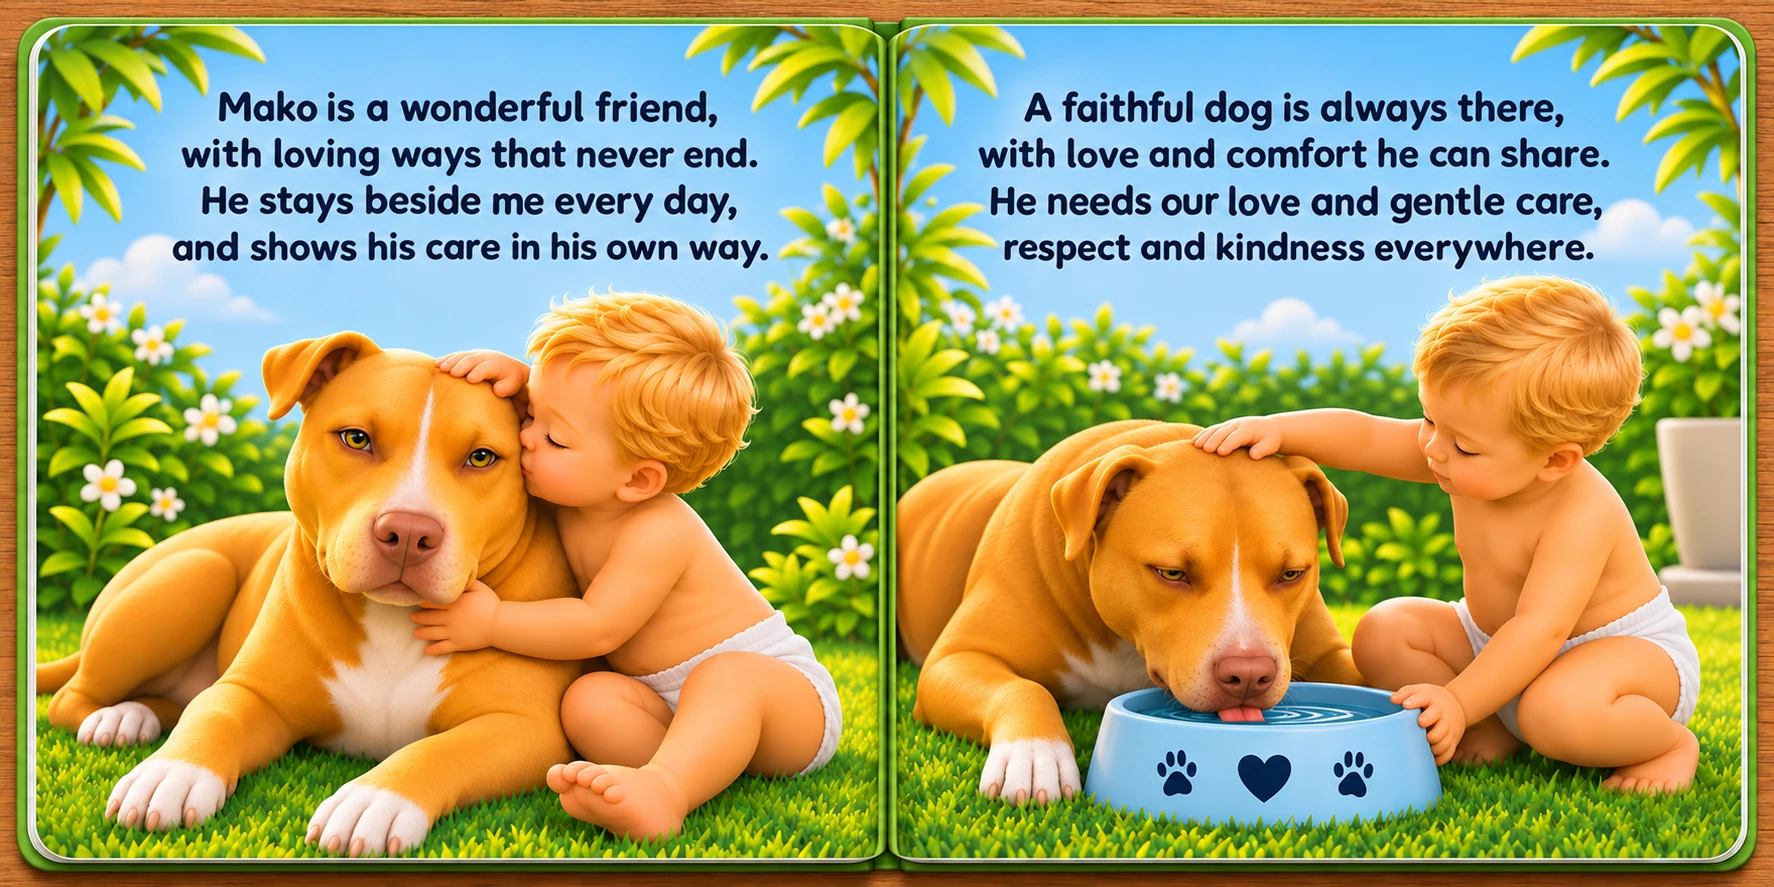 Mako is a wonderful friend,
with loving ways that never end.
He stays beside me every day,
and shows his care in his own way.
A faithful dog is always there,
with love and comfort he can share.
He needs our love and gentle care,
respect and kindness everywhere.